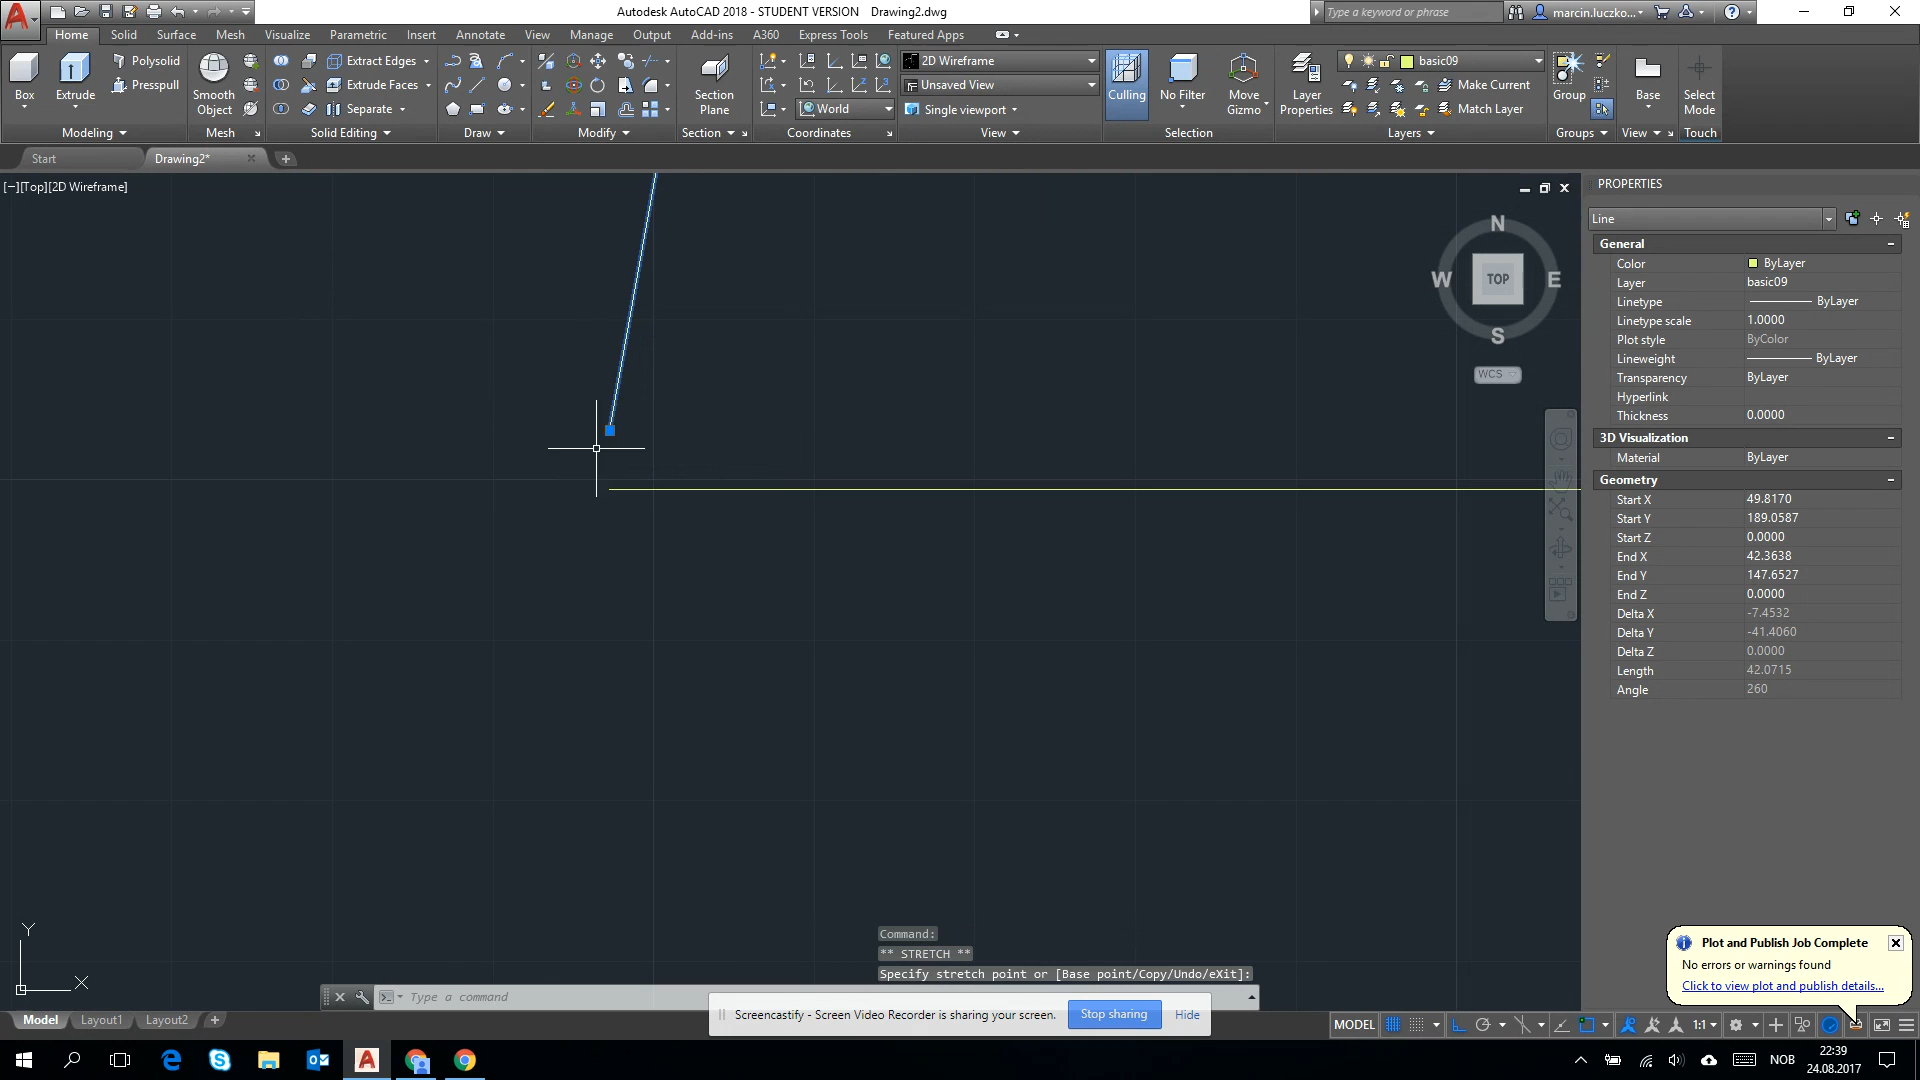 Autodesk AutoCAD 2018 - STUDENT VERSION Drawing2.dwg
Type a keyword or phrase
marcin.luczko...
Home Solid Surface Mesh Visualize Parametric Insert Annotate View Manage Output Add-ins A360 Express Tools Featured Apps
Box
Extrude
Polysolid
Presspull
Smooth Object
Extract Edges
Extrude Faces
Separate
Section Plane
World
2D Wireframe
Unsaved View
Single viewport
Culling
No Filter
Move Gizmo
Layer Properties
basic09
Make Current
Match Layer
Group
Base
Select Mode
Modeling Mesh Solid Editing Draw Modify Section Coordinates View Selection Layers Groups View Touch
Start
Drawing2*
[−][Top][2D Wireframe]
N
W
TOP
E
S
WCS
PROPERTIES
Line
General
Color ByLayer
Layer basic09
Linetype ByLayer
Linetype scale 1.0000
Plot style ByColor
Lineweight ByLayer
Transparency ByLayer
Hyperlink
Thickness 0.0000
3D Visualization
Material ByLayer
Geometry
Start X 49.8170
Start Y 189.0587
Start Z 0.0000
End X 42.3638
End Y 147.6527
End Z 0.0000
Delta X -7.4532
Delta Y -41.4060
Delta Z 0.0000
Length 42.0715
Angle 260
Y
X
Command:
** STRETCH **
Specify stretch point or [Base point/Copy/Undo/eXit]:
Type a command
Plot and Publish Job Complete
No errors or warnings found
Click to view plot and publish details...
Screencastify - Screen Video Recorder is sharing your screen.
Stop sharing
Hide
Model Layout1 Layout2
MODEL
1:1
NOB
22:39
24.08.2017